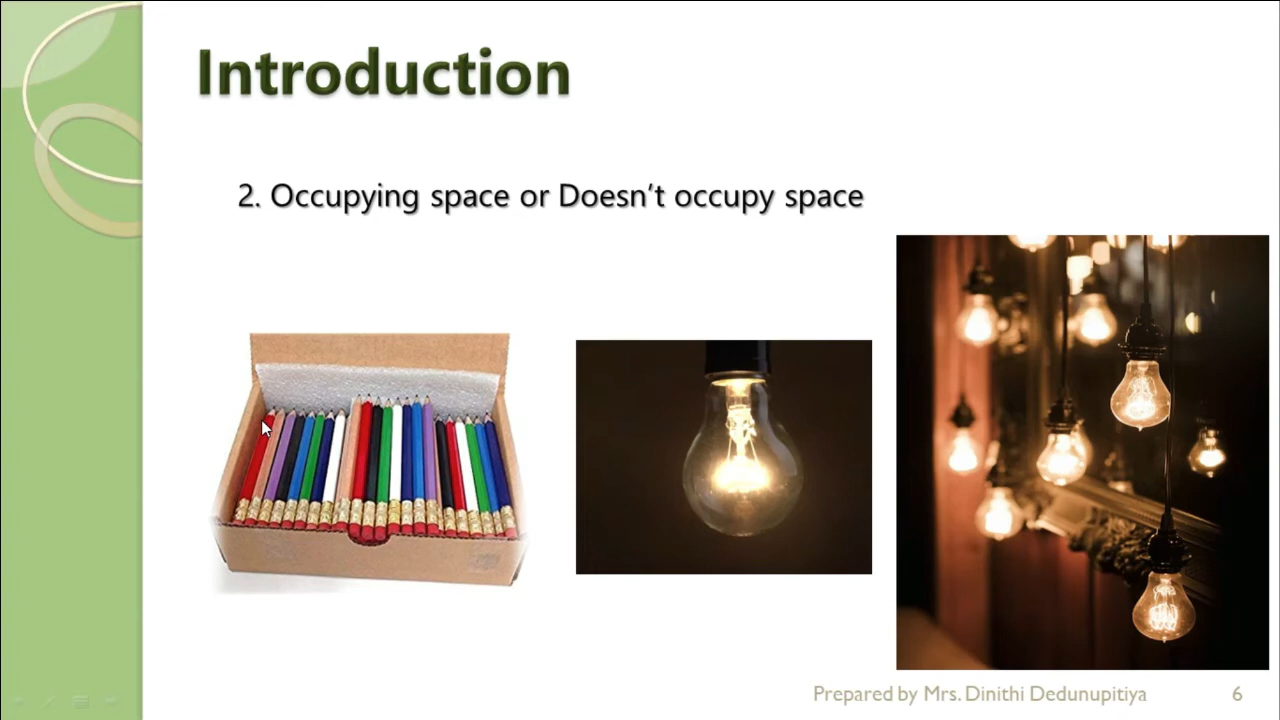 Introduction
2. Occupying space or Doesn't occupy space
Prepared by Mrs. Dinithi Dedunupitiya
6